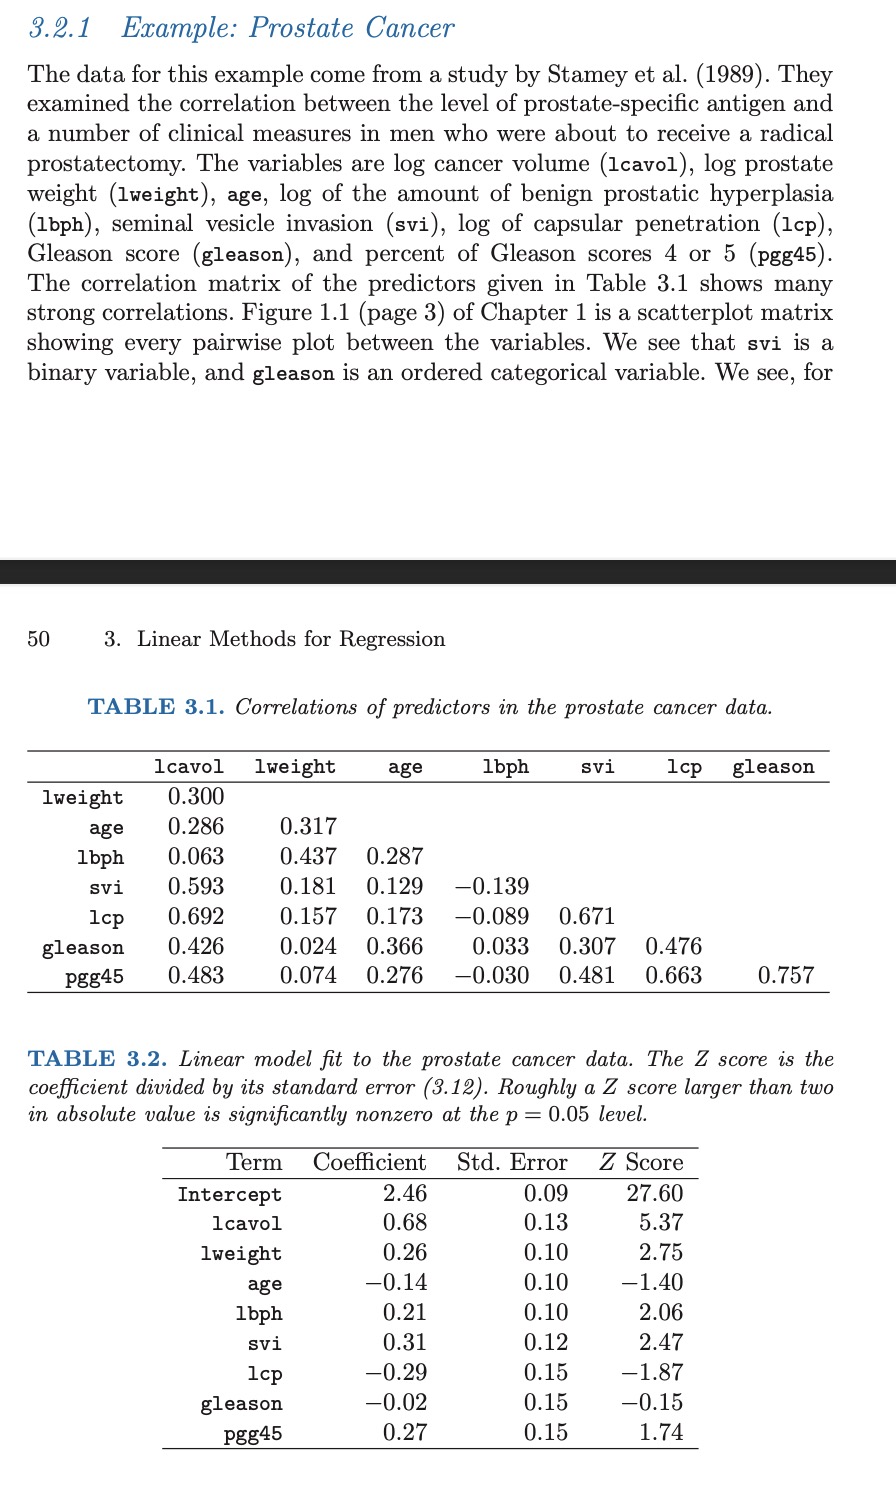 3.2.1 Example: Prostate Cancer
The data for this example come from a study by Stamey et al. (1989). They
examined the correlation between the level of prostate-specific antigen and
a number of clinical measures in men who were about to receive a radical
prostatectomy. The variables are log cancer volume (lcavol), log prostate
weight (lweight), age, log of the amount of benign prostatic hyperplasia
(lbph), seminal vesicle invasion (svi), log of capsular penetration (lcp),
Gleason score (gleason), and percent of Gleason scores 4 or 5 (pgg45).
The correlation matrix of the predictors given in Table 3.1 shows many
strong correlations. Figure 1.1 (page 3) of Chapter 1 is a scatterplot matrix
showing every pairwise plot between the variables. We see that svi is a
binary variable, and gleason is an ordered categorical variable. We see, for
50 3. Linear Methods for Regression
TABLE 3.1. Correlations of predictors in the prostate cancer data.
lcavol lweight age lbph svi lcp gleason
lweight 0.300
age 0.286 0.317
lbph 0.063 0.437 0.287
svi 0.593 0.181 0.129 −0.139
lcp 0.692 0.157 0.173 −0.089 0.671
gleason 0.426 0.024 0.366 0.033 0.307 0.476
pgg45 0.483 0.074 0.276 −0.030 0.481 0.663 0.757
TABLE 3.2. Linear model fit to the prostate cancer data. The Z score is the
coefficient divided by its standard error (3.12). Roughly a Z score larger than two
in absolute value is significantly nonzero at the p = 0.05 level.
Term Coefficient Std. Error Z Score
Intercept 2.46 0.09 27.60
lcavol 0.68 0.13 5.37
lweight 0.26 0.10 2.75
age −0.14 0.10 −1.40
lbph 0.21 0.10 2.06
svi 0.31 0.12 2.47
lcp −0.29 0.15 −1.87
gleason −0.02 0.15 −0.15
pgg45 0.27 0.15 1.74